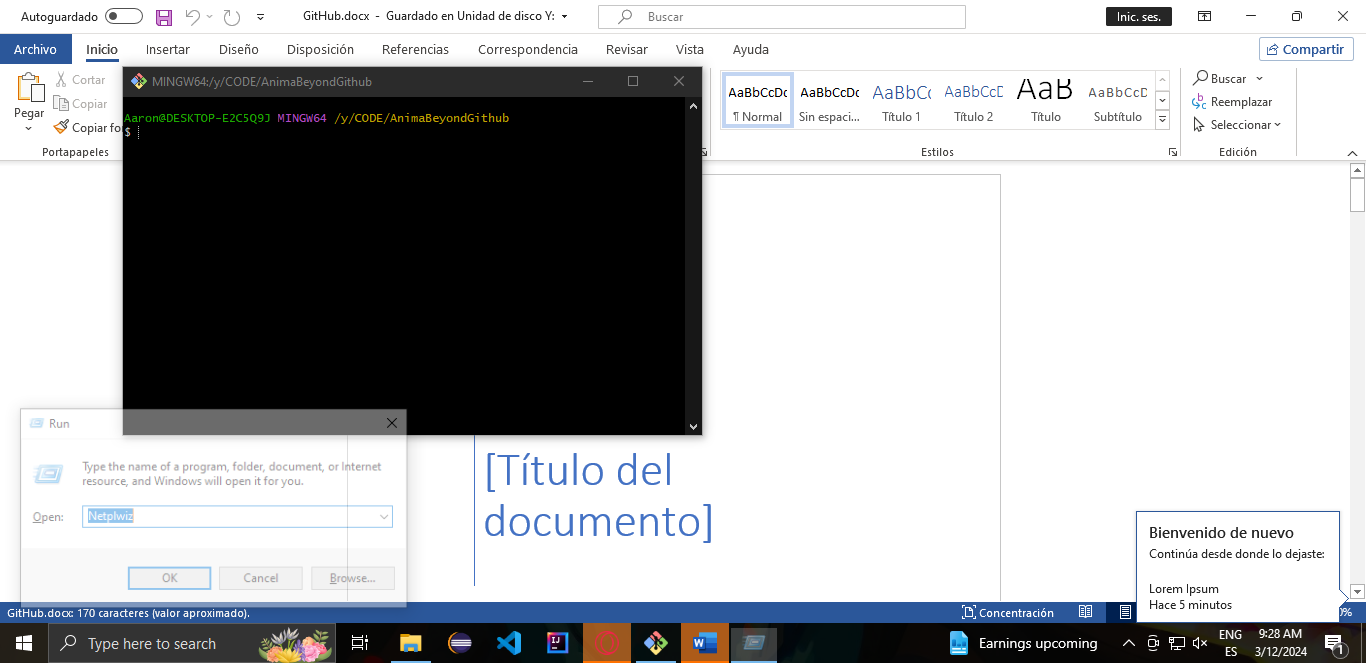 Autoguardado
GitHub.docx - Guardado en Unidad de disco Y:
Buscar
Inic. ses.
Archivo
Inicio
Insertar
Diseño
Disposición
Referencias
Correspondencia
Revisar
Vista
Ayuda
Compartir
Pegar
Cortar
Copiar
Copiar fo
Portapapeles
MINGW64:/y/CODE/AnimaBeyondGithub
Aaron@DESKTOP-E2C5Q9J MINGW64 /y/CODE/AnimaBeyondGithub
$
AaBbCcDc
¶ Normal
AaBbCcDc
Sin espaci...
AaBbCc
Título 1
AaBbCcD
Título 2
AaB
Título
AaBbCcD
Subtítulo
Estilos
Buscar
Reemplazar
Seleccionar
Edición
Run
Type the name of a program, folder, document, or Internet
resource, and Windows will open it for you.
Open:
Netplwiz
OK
Cancel
Browse...
[Título del
documento]
Bienvenido de nuevo
Continúa desde donde lo dejaste:
Lorem Ipsum
Hace 5 minutos
GitHub.docx: 170 caracteres (valor aproximado).
Concentración
0%
Type here to search
Earnings upcoming
ENG
ES
9:28 AM
3/12/2024
1